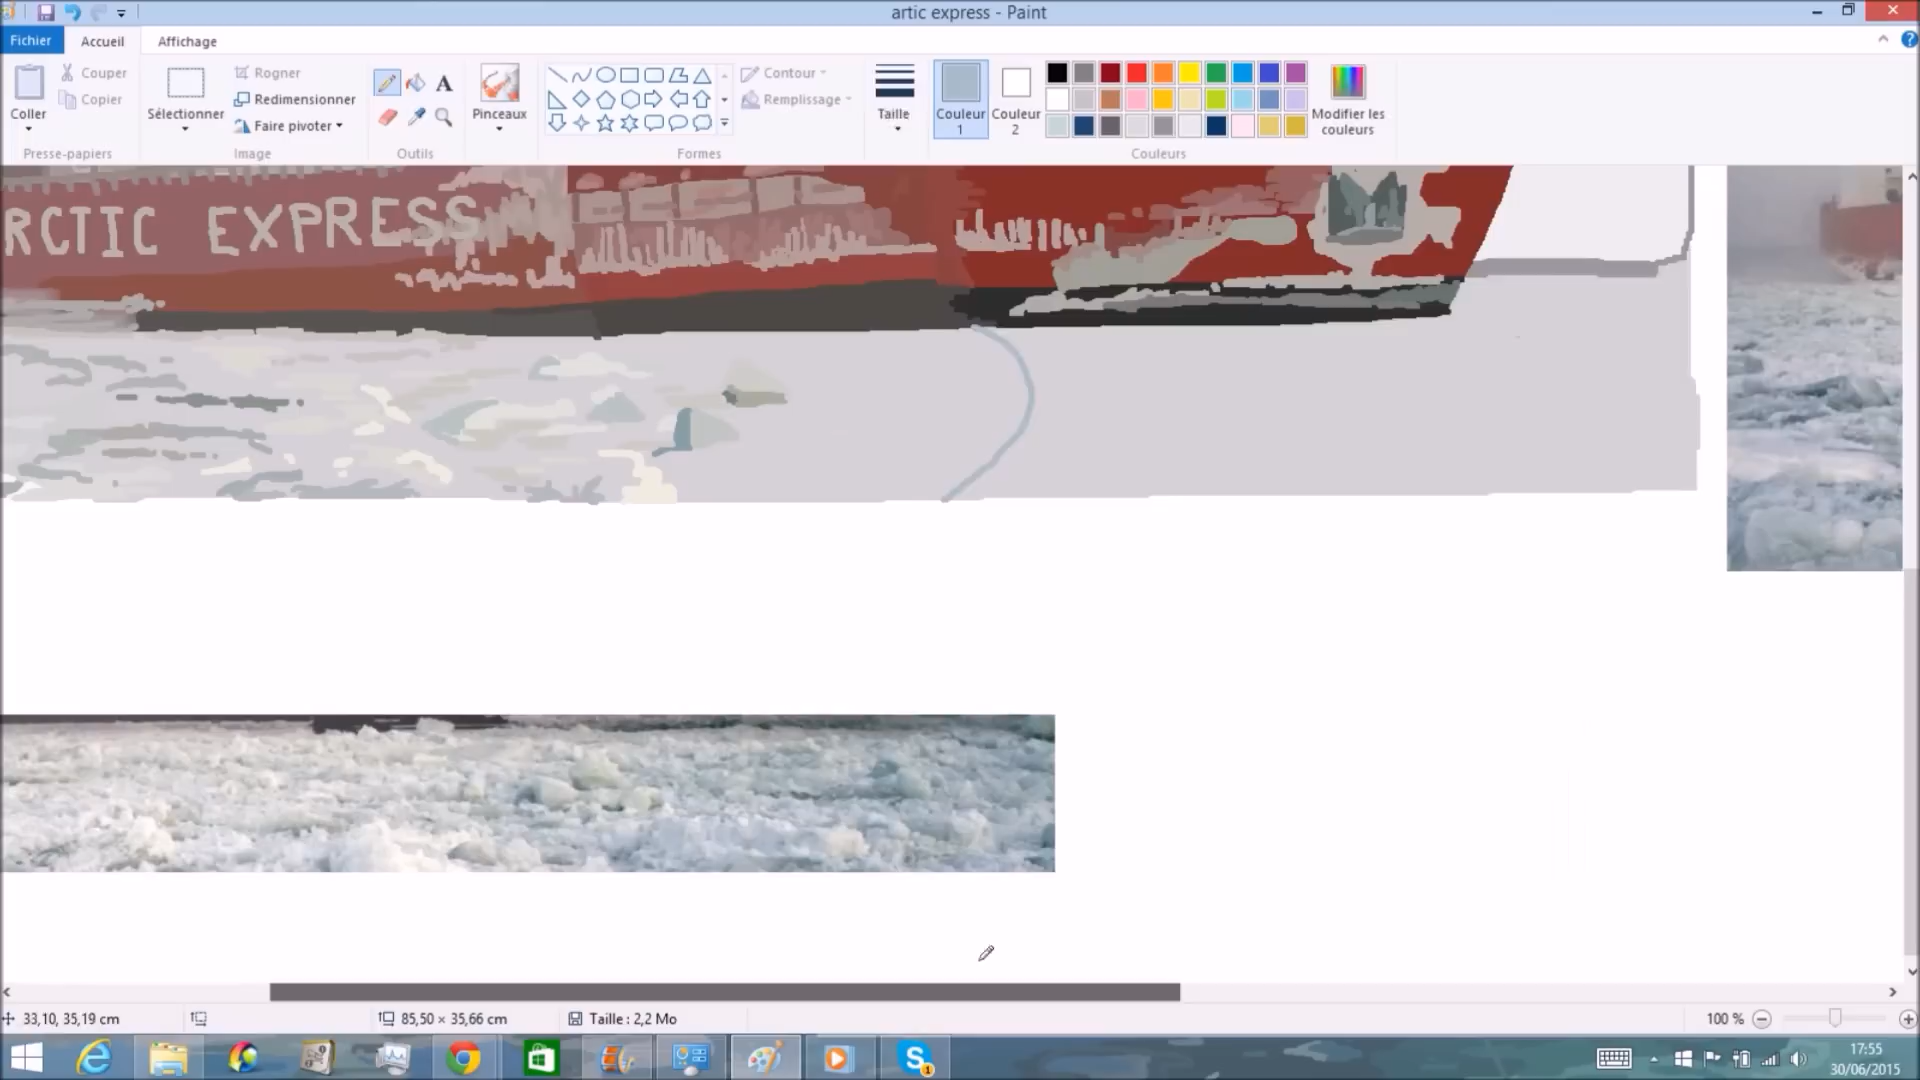 artic express - Paint
Fichier Accueil Affichage
Coller
Couper
Copier
Presse-papiers
Sélectionner
Rogner
Redimensionner
Faire pivoter
Image
A
Outils
Pinceaux
Formes
Contour
Remplissage
Taille
Couleur
1
Couleur
2
Couleurs
Modifier les
couleurs
RCTIC EXPRESS
33,10, 35,19 cm
85,50 × 35,66 cm
Taille : 2,2 Mo
100 %
17:55
30/06/2015